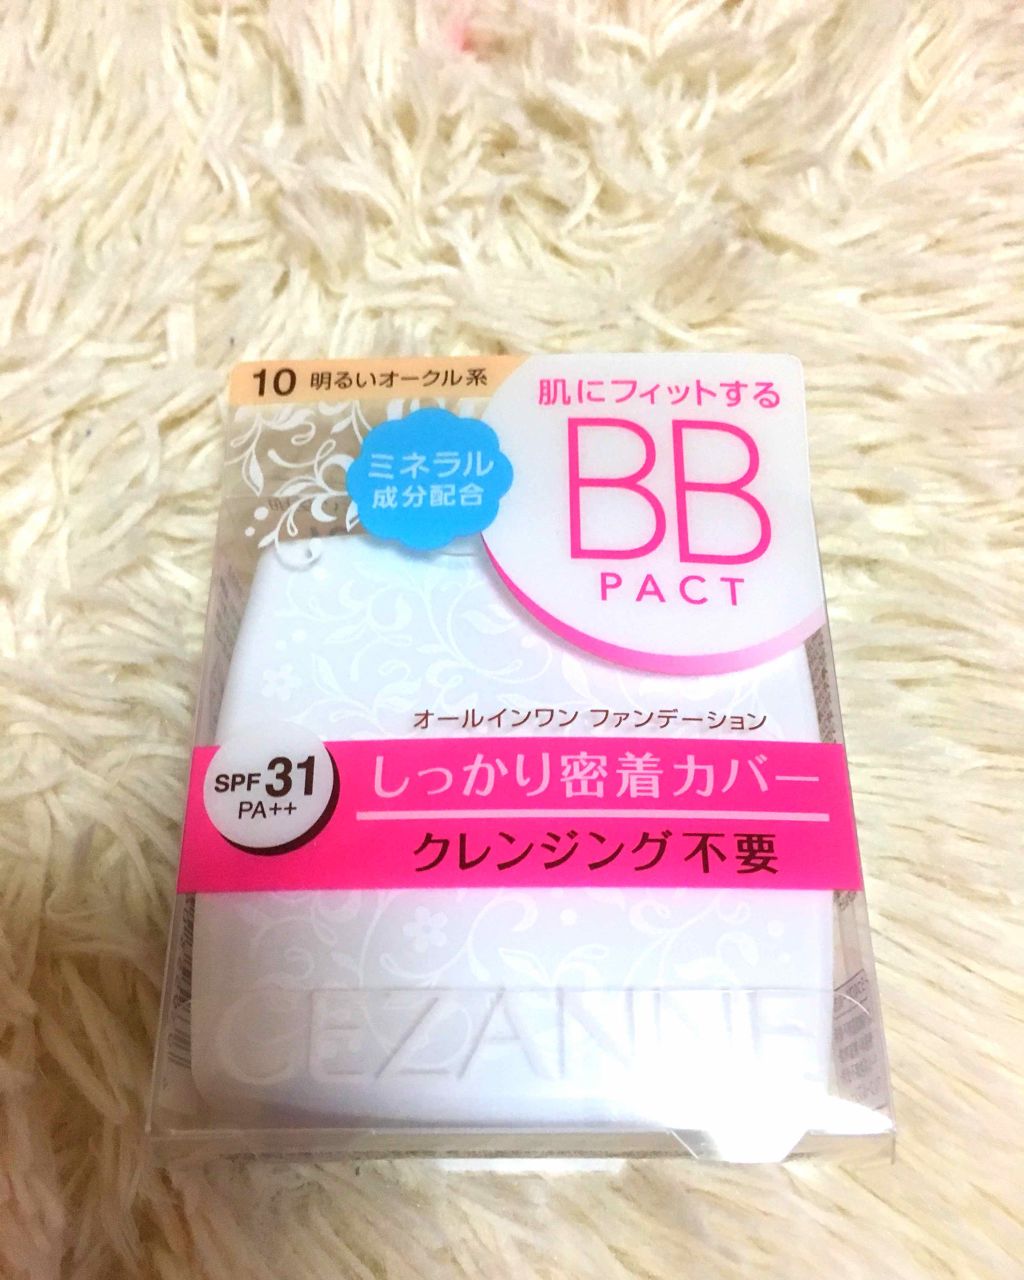 10 明るいオークル系
肌にフィットする
BB
PACT
ミネラル
成分配合
オールインワン ファンデーション
SPF 31
PA++
しっかり密着カバー
クレンジング不要
CEZANNE